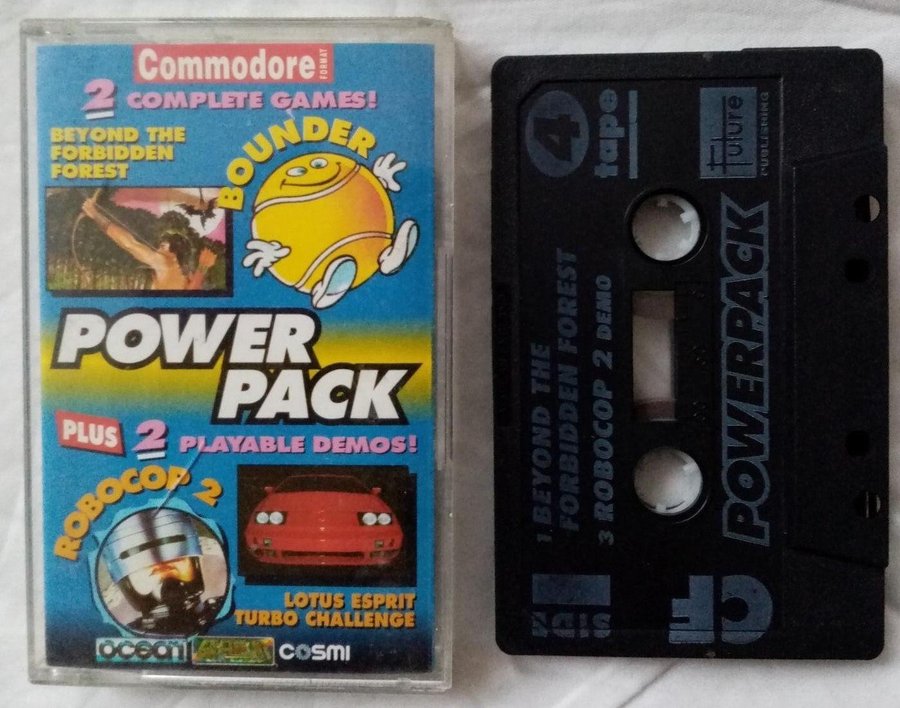 Commodore
FORMAT
2 COMPLETE GAMES!
BEYOND THE
FORBIDDEN
FOREST
BOUNDER
POWER
PACK
PLUS 2 PLAYABLE DEMOS!
ROBOCOP 2
LOTUS ESPRIT
TURBO CHALLENGE
ocean
COSMI
4
tape
Future
PUBLISHING
1 BEYOND THE
FORBIDDEN FOREST
3 ROBOCOP 2 DEMO
POWERPACK
CF